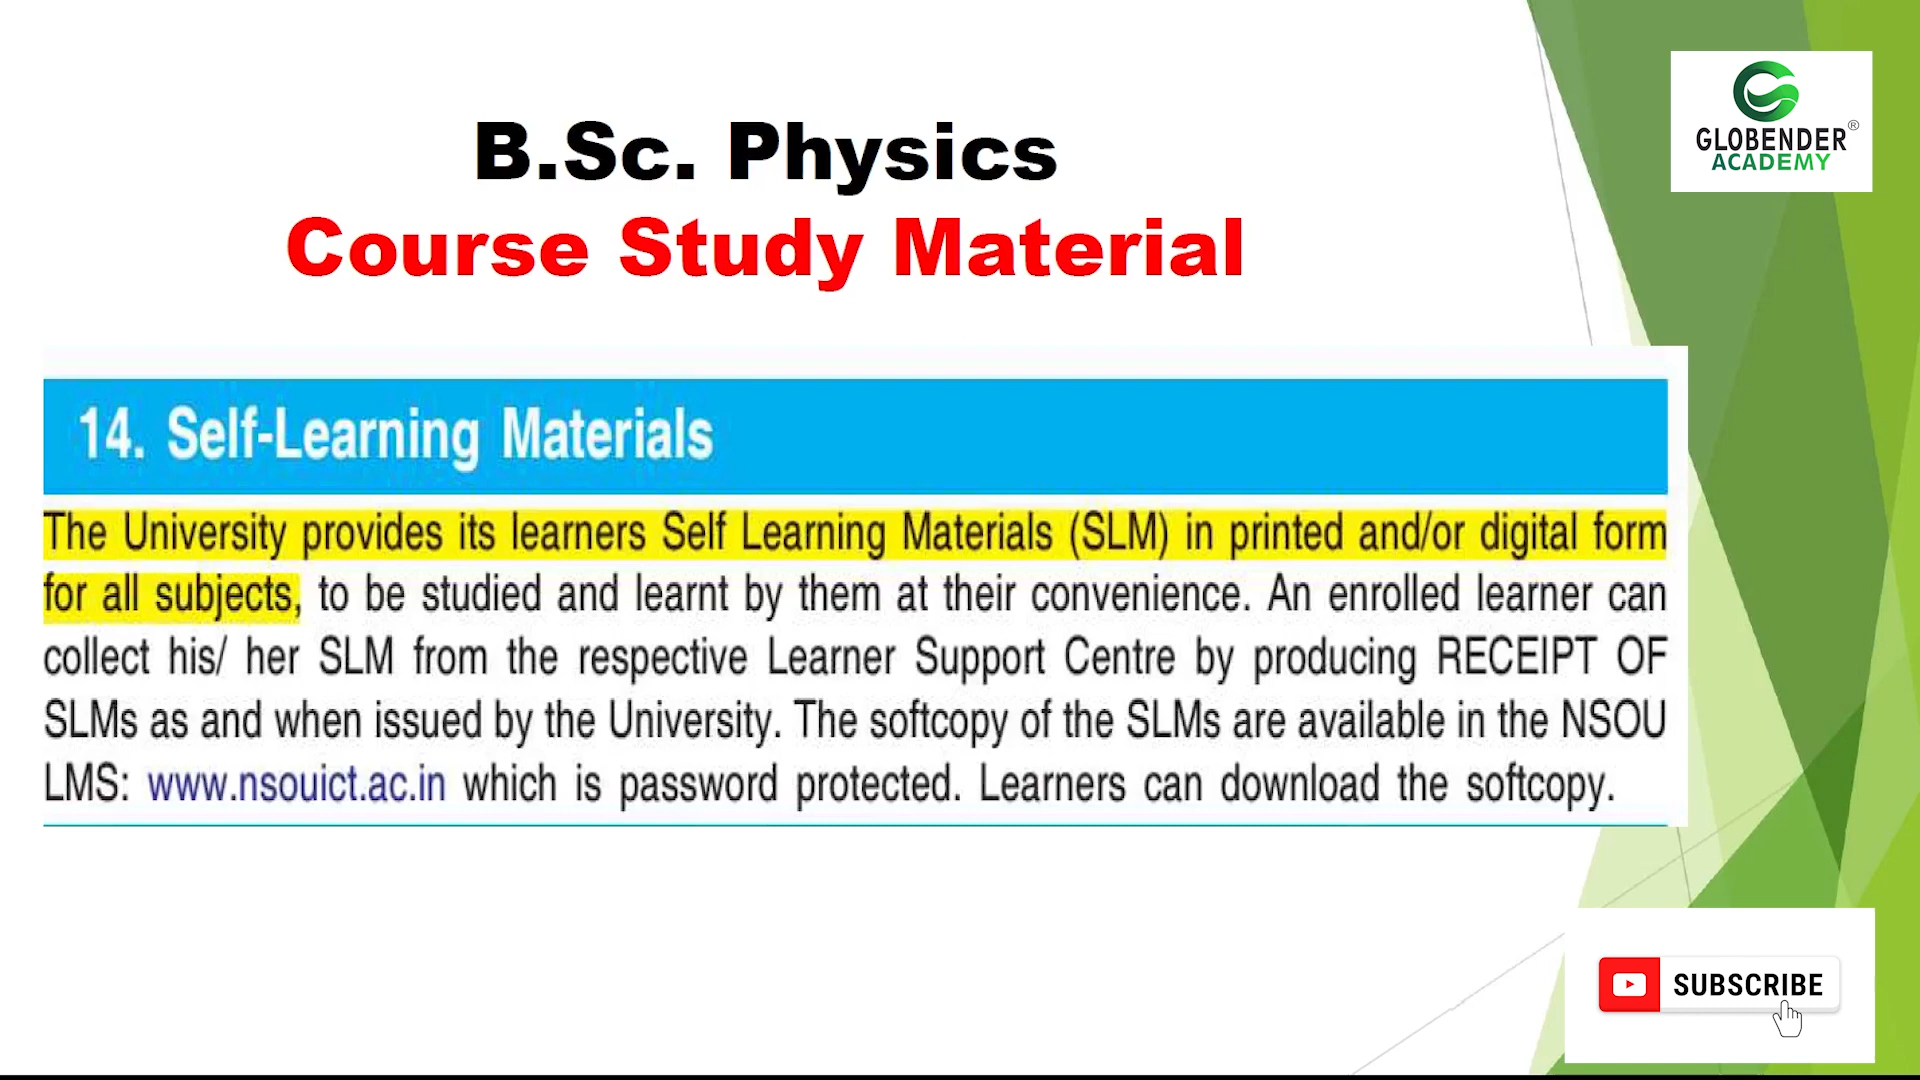 B.Sc. Physics
Course Study Material
GLOBENDER®
ACADEMY
14. Self-Learning Materials
The University provides its learners Self Learning Materials (SLM) in printed and/or digital form
for all subjects, to be studied and learnt by them at their convenience. An enrolled learner can
collect his/ her SLM from the respective Learner Support Centre by producing RECEIPT OF
SLMs as and when issued by the University. The softcopy of the SLMs are available in the NSOU
LMS: www.nsouict.ac.in which is password protected. Learners can download the softcopy.
SUBSCRIBE